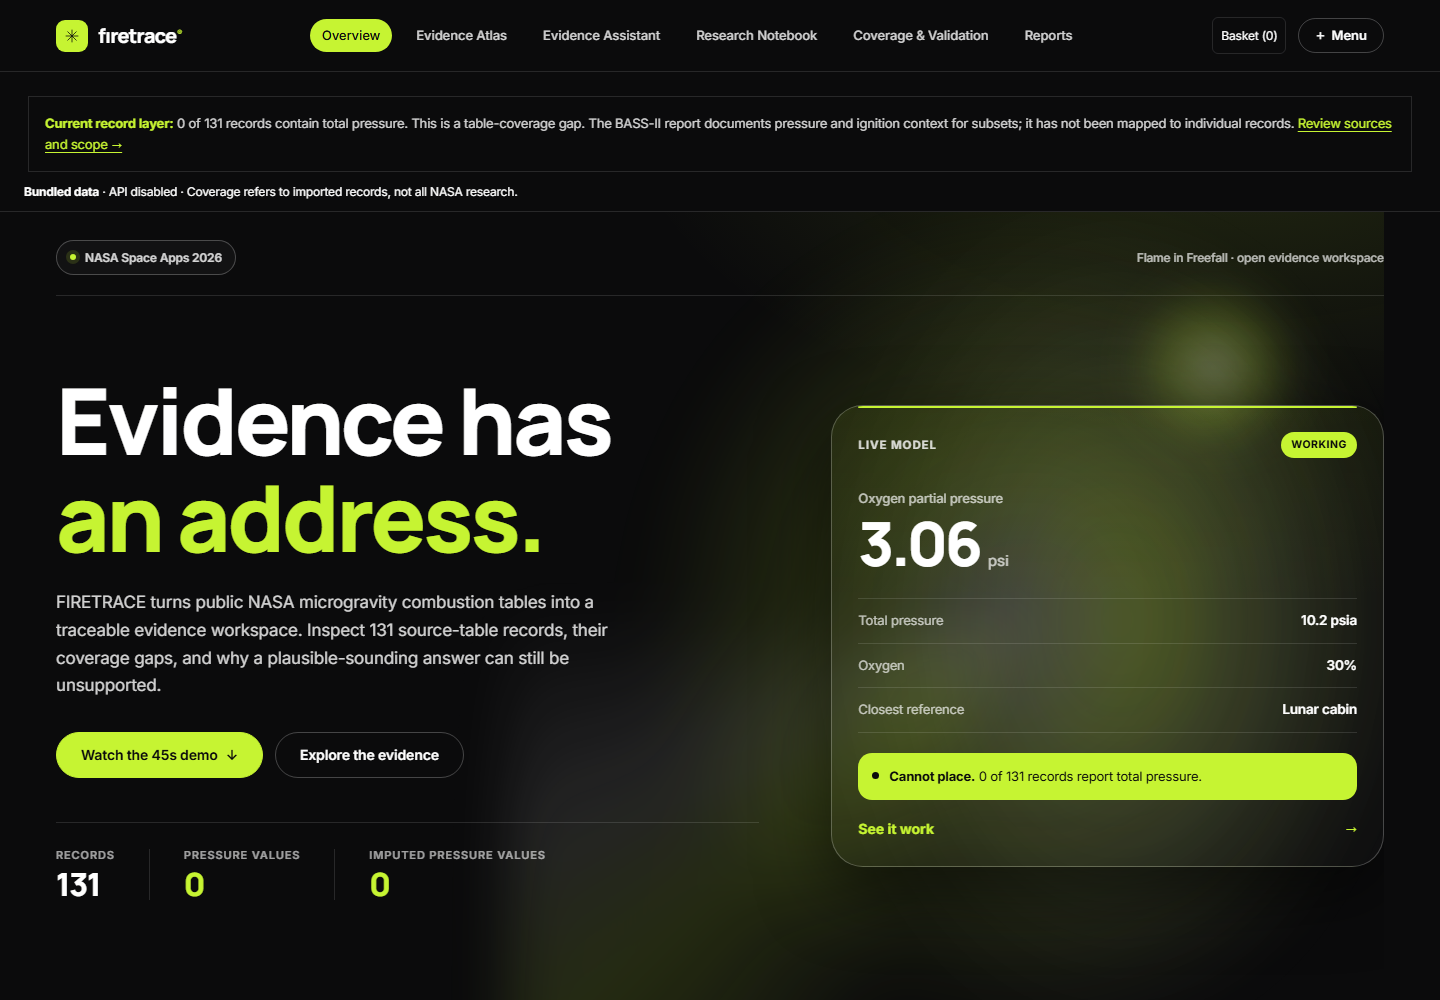 firetrace
Overview
Evidence Atlas
Evidence Assistant
Research Notebook
Coverage & Validation
Reports
Basket (0)
+ Menu
Current record layer: 0 of 131 records contain total pressure. This is a table-coverage gap. The BASS-II report documents pressure and ignition context for subsets; it has not been mapped to individual records. Review sources
and scope →
Bundled data · API disabled · Coverage refers to imported records, not all NASA research.
NASA Space Apps 2026
Flame in Freefall · open evidence workspace
Evidence has
an address.
FIRETRACE turns public NASA microgravity combustion tables into a
traceable evidence workspace. Inspect 131 source-table records, their
coverage gaps, and why a plausible-sounding answer can still be
unsupported.
Watch the 45s demo ↓
Explore the evidence
RECORDS
131
PRESSURE VALUES
0
IMPUTED PRESSURE VALUES
0
LIVE MODEL
WORKING
Oxygen partial pressure
3.06 psi
Total pressure
10.2 psia
Oxygen
30%
Closest reference
Lunar cabin
Cannot place. 0 of 131 records report total pressure.
See it work →